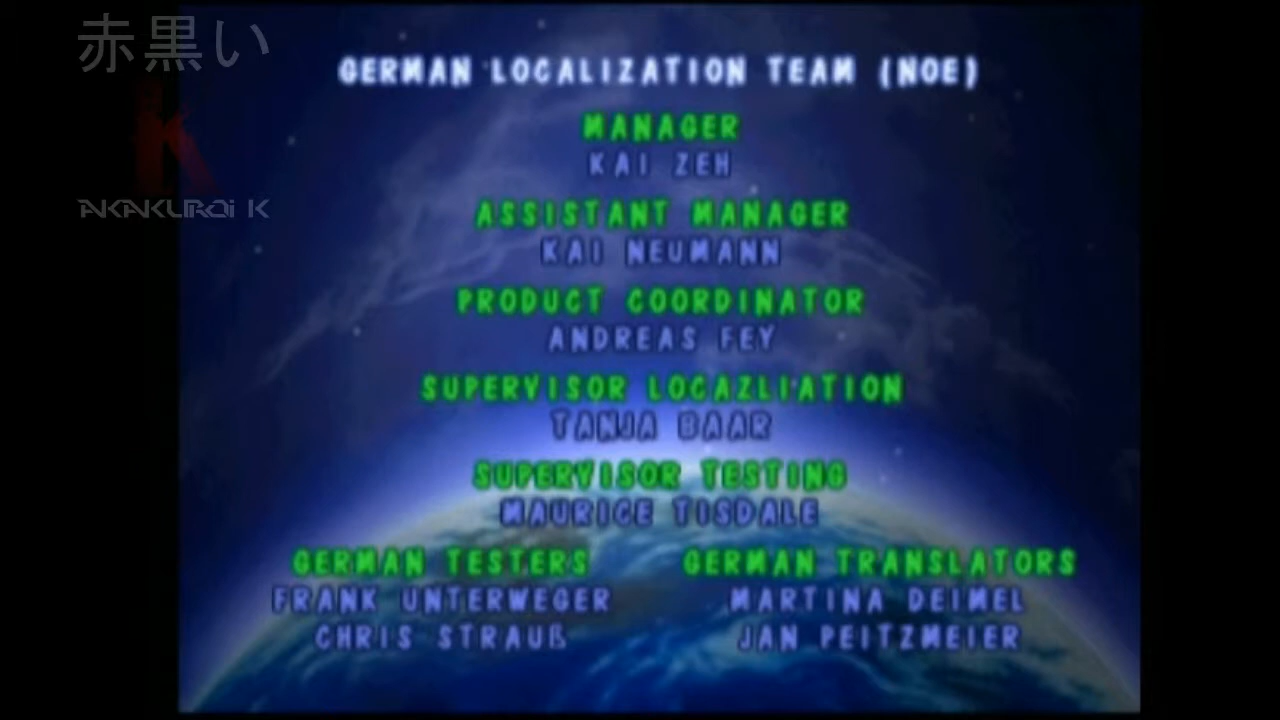 赤黒い
AKAKUROI K
GERMAN LOCALIZATION TEAM (NOE)
MANAGER
KAI ZEH
ASSISTANT MANAGER
KAI NEUMANN
PRODUCT COORDINATOR
ANDREAS FEY
SUPERVISOR LOCAZLIATION
TANJA BAAR
SUPERVISOR TESTING
MAURICE TISDALE
GERMAN TESTERS
FRANK UNTERWEGER
CHRIS STRAUß
GERMAN TRANSLATORS
MARTINA DEIMEL
JAN PEITZMEIER